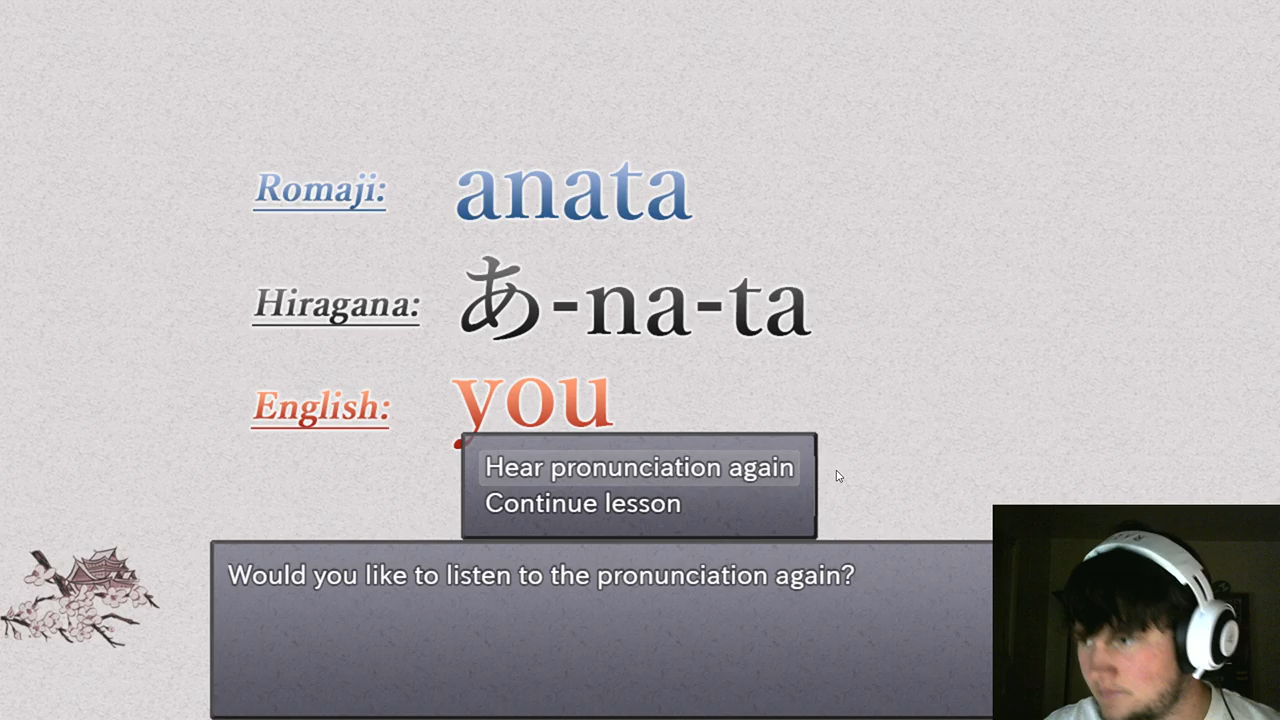 Romaji: anata
Hiragana: あ-na-ta
English: you
Hear pronunciation again
Continue lesson
Would you like to listen to the pronunciation again?